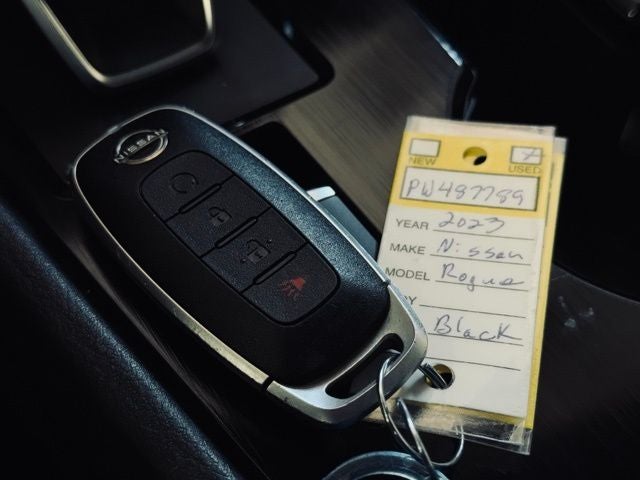 NISSAN
NEW USED
PW487789
YEAR 2023
MAKE Nissan
MODEL Rogue
Black